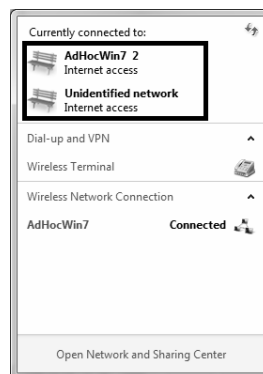 Currently connected to:
AdHocWin7 2
Internet access
Unidentified network
Internet access
Dial-up and VPN
Wireless Terminal
Wireless Network Connection
AdHocWin7 Connected
Open Network and Sharing Center